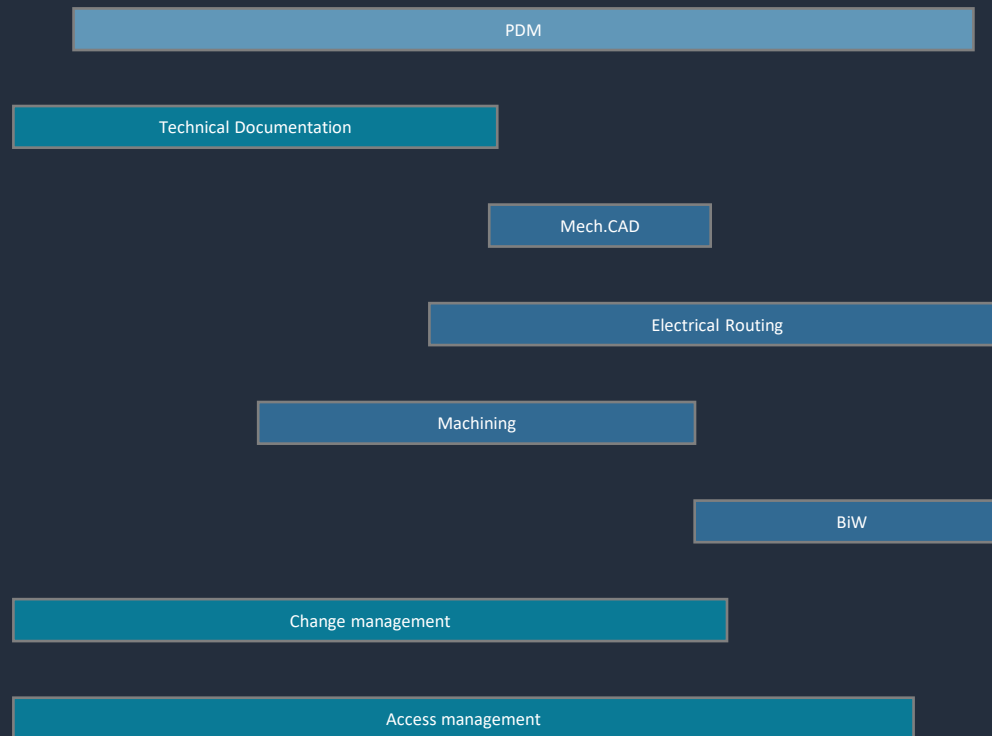 PDM
Technical Documentation
Mech.CAD
Electrical Routing
Machining
BiW
Change management
Access management